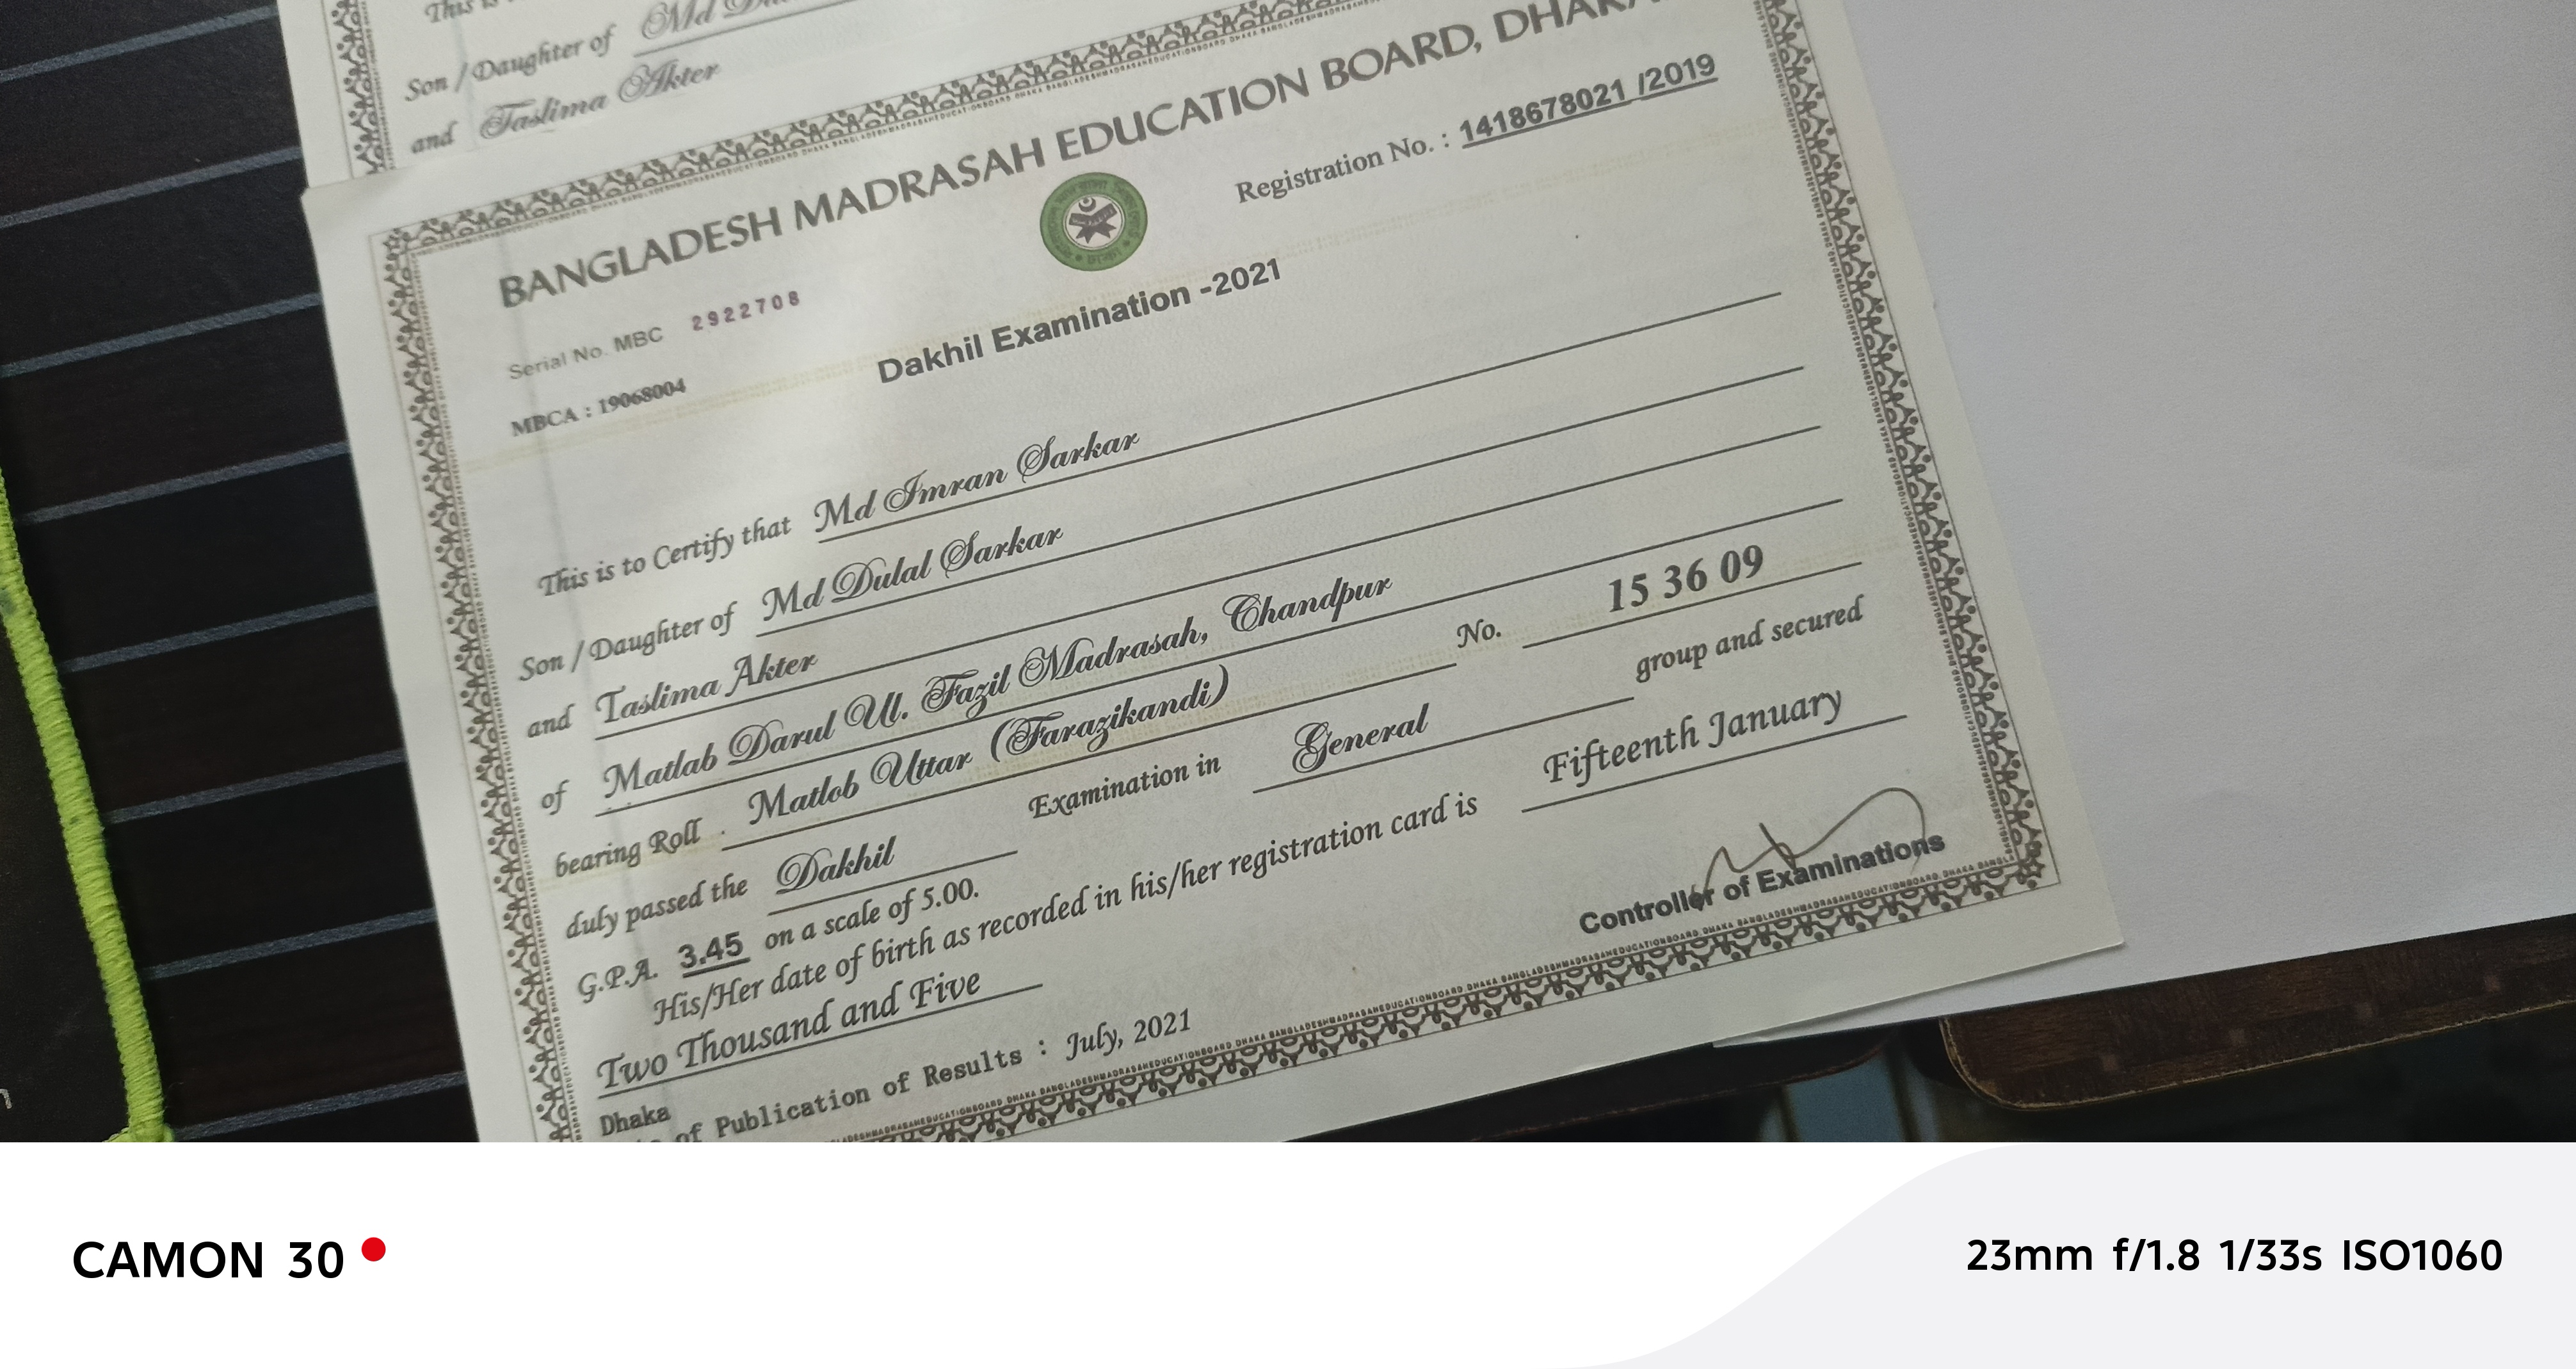 This is
Son / Daughter of Md
and Taslima Akter
BANGLADESH MADRASAH EDUCATION BOARD, DHAKA
Registration No. : 1418678021 /2019
Serial No. MBC 2922708
MBCA : 19068004
Dakhil Examination -2021
This is to Certify that Md Imran Sarkar
Son / Daughter of Md Dulal Sarkar
and Taslima Akter
of Matlab Darul Ul. Fazil Madrasah, Chandpur
bearing Roll . Matlob Uttar (Farazikandi) No. 15 36 09
duly passed the Dakhil Examination in General group and secured
G.P.A. 3.45 on a scale of 5.00.
His/Her date of birth as recorded in his/her registration card is Fifteenth January
Two Thousand and Five
Dhaka
of Publication of Results : July, 2021
Controller of Examinations
CAMON 30
23mm f/1.8 1/33s ISO1060